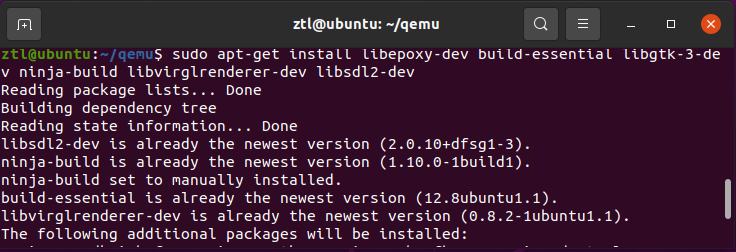 ztl@ubuntu: ~/qemu
ztl@ubuntu:~/qemu$ sudo apt-get install libepoxy-dev build-essential libgtk-3-de
v ninja-build libvirglrenderer-dev libsdl2-dev
Reading package lists... Done
Building dependency tree
Reading state information... Done
libsdl2-dev is already the newest version (2.0.10+dfsg1-3).
ninja-build is already the newest version (1.10.0-1build1).
ninja-build set to manually installed.
build-essential is already the newest version (12.8ubuntu1.1).
libvirglrenderer-dev is already the newest version (0.8.2-1ubuntu1.1).
The following additional packages will be installed: